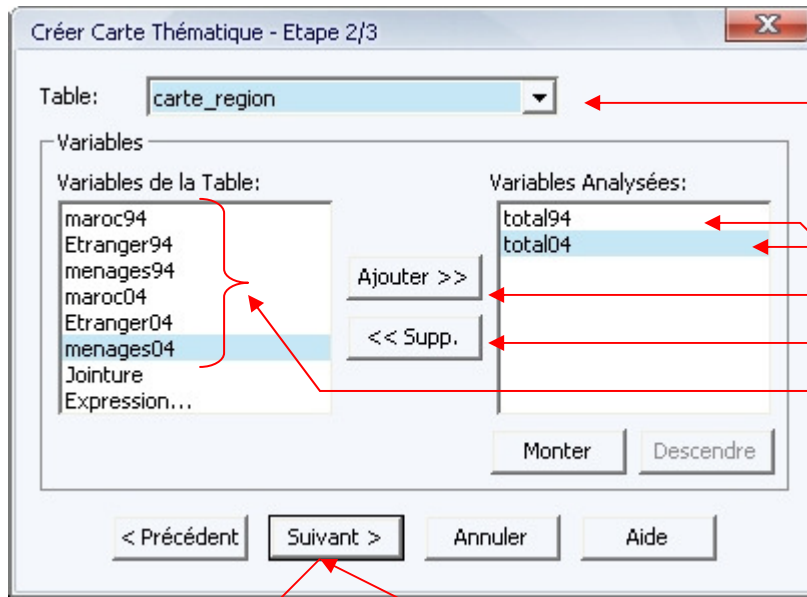 Créer Carte Thématique - Etape 2/3
Table: carte_region
Variables
Variables de la Table:
maroc94
Etranger94
menages94
maroc04
Etranger04
menages04
Jointure
Expression...
Ajouter >>
<< Supp.
Variables Analysées:
total94
total04
Monter Descendre
< Précédent Suivant > Annuler Aide